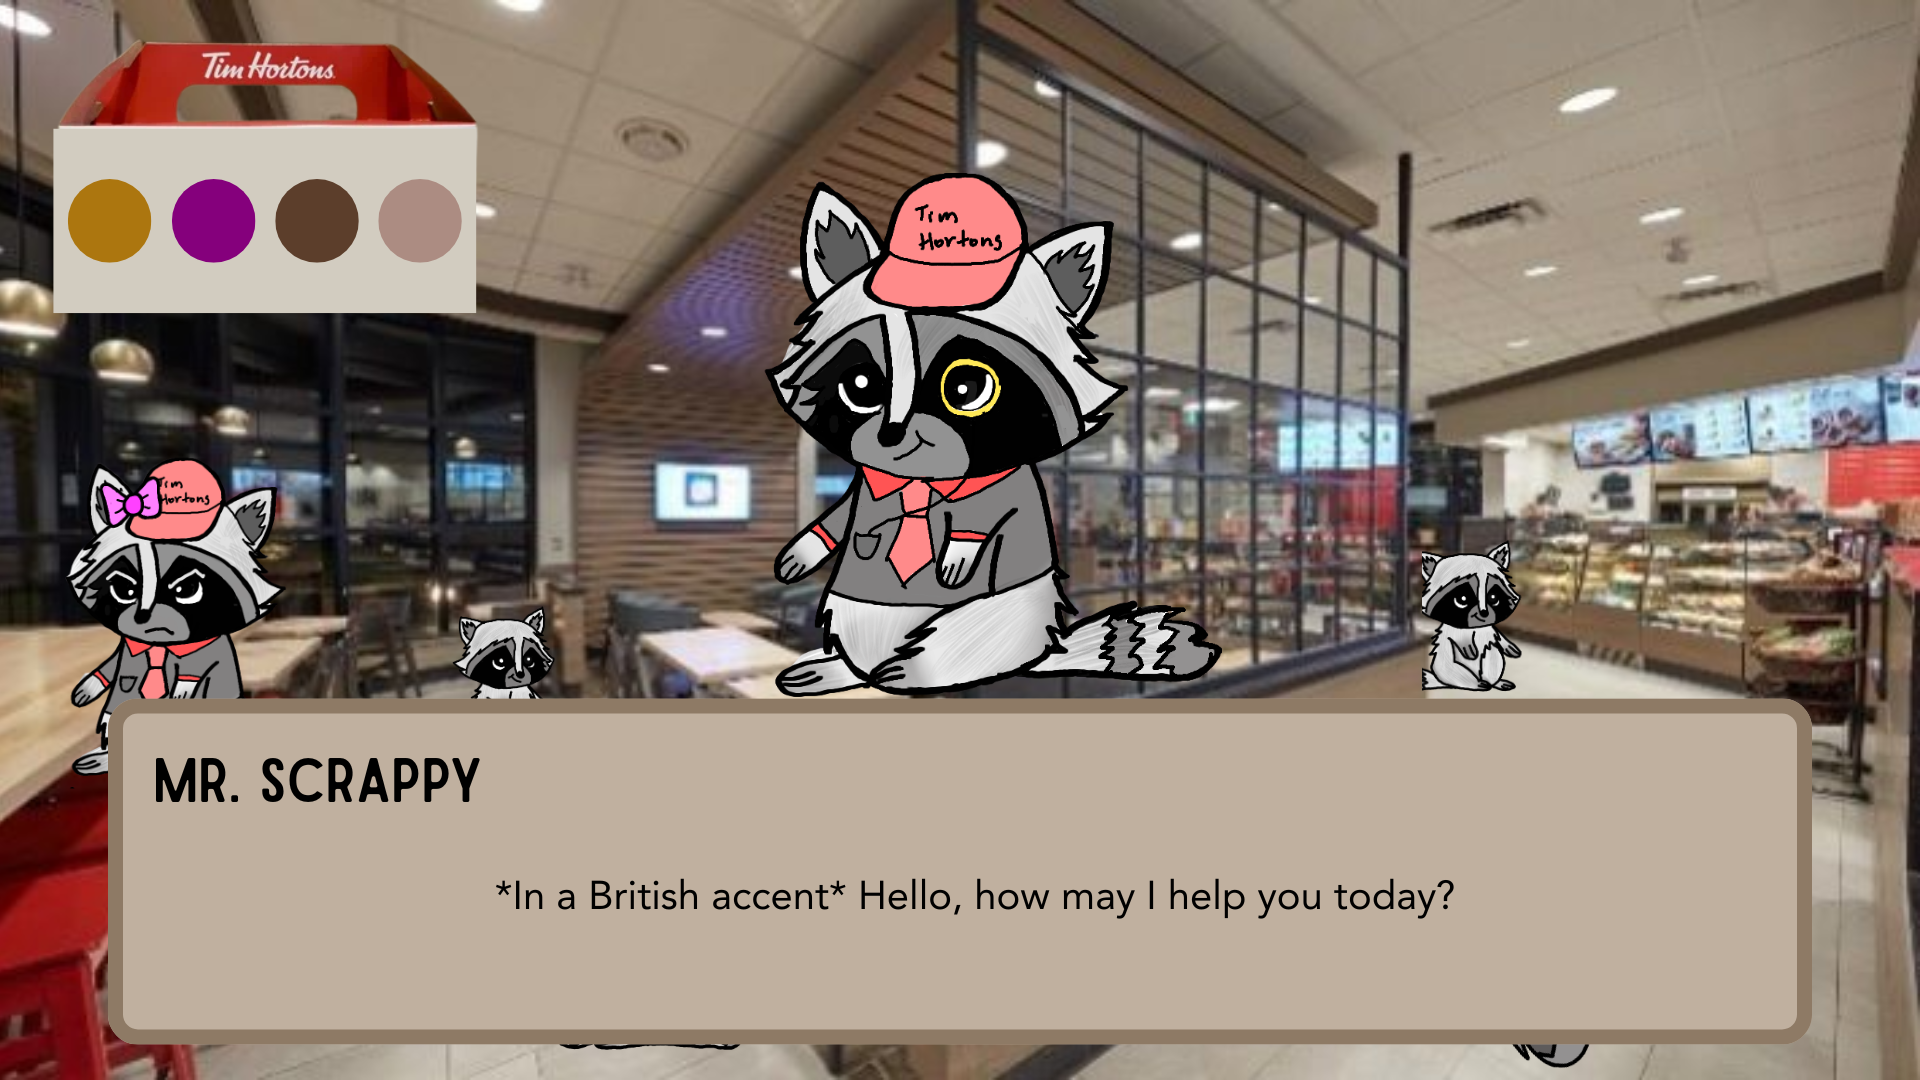 Tim Hortons
Tim
Hortons
Tim
Hortons
MR. SCRAPPY
*In a British accent* Hello, how may I help you today?